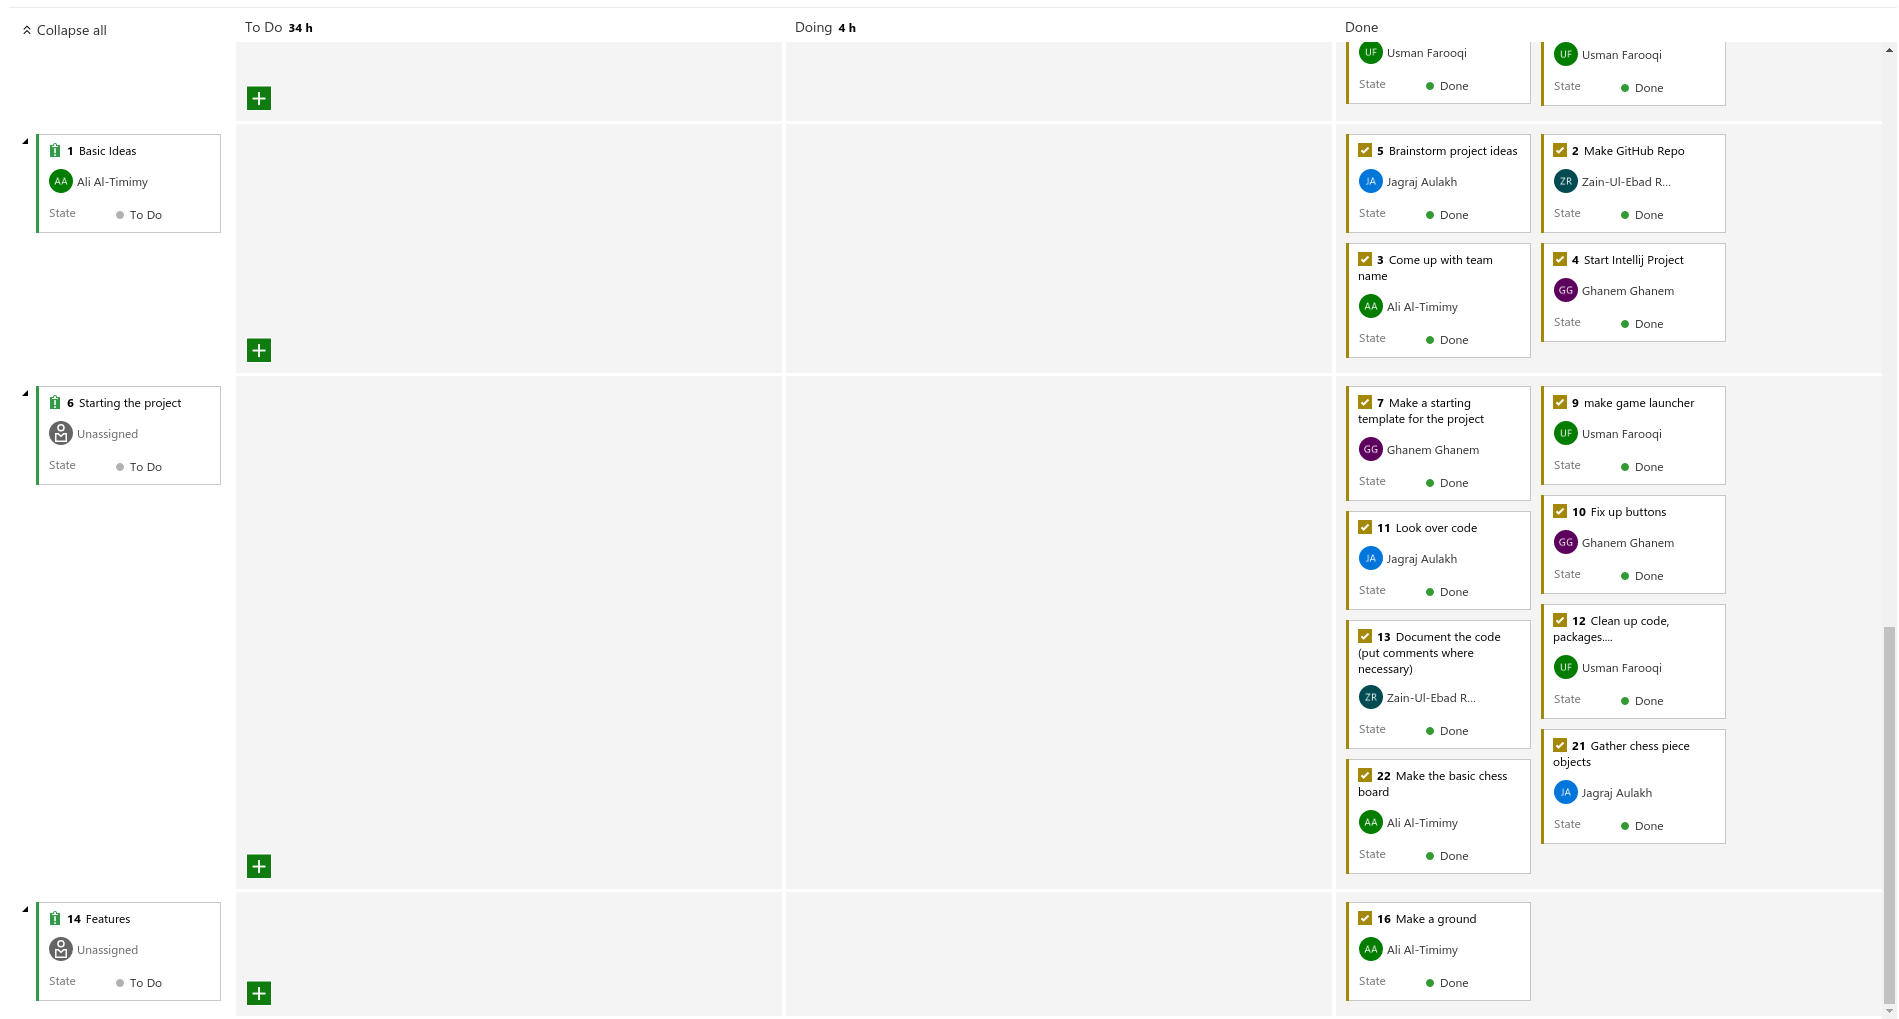 Collapse all
To Do 34 h
Doing 4 h
Done
UF Usman Farooqi
State Done
UF Usman Farooqi
State Done
1 Basic Ideas
AA Ali Al-Timimy
State To Do
5 Brainstorm project ideas
JA Jagraj Aulakh
State Done
2 Make GitHub Repo
ZR Zain-Ul-Ebad R...
State Done
3 Come up with team
name
AA Ali Al-Timimy
State Done
4 Start Intellij Project
GG Ghanem Ghanem
State Done
6 Starting the project
Unassigned
State To Do
7 Make a starting
template for the project
GG Ghanem Ghanem
State Done
9 make game launcher
UF Usman Farooqi
State Done
11 Look over code
JA Jagraj Aulakh
State Done
10 Fix up buttons
GG Ghanem Ghanem
State Done
13 Document the code
(put comments where
necessary)
ZR Zain-Ul-Ebad R...
State Done
12 Clean up code,
packages....
UF Usman Farooqi
State Done
22 Make the basic chess
board
AA Ali Al-Timimy
State Done
21 Gather chess piece
objects
JA Jagraj Aulakh
State Done
14 Features
Unassigned
State To Do
16 Make a ground
AA Ali Al-Timimy
State Done